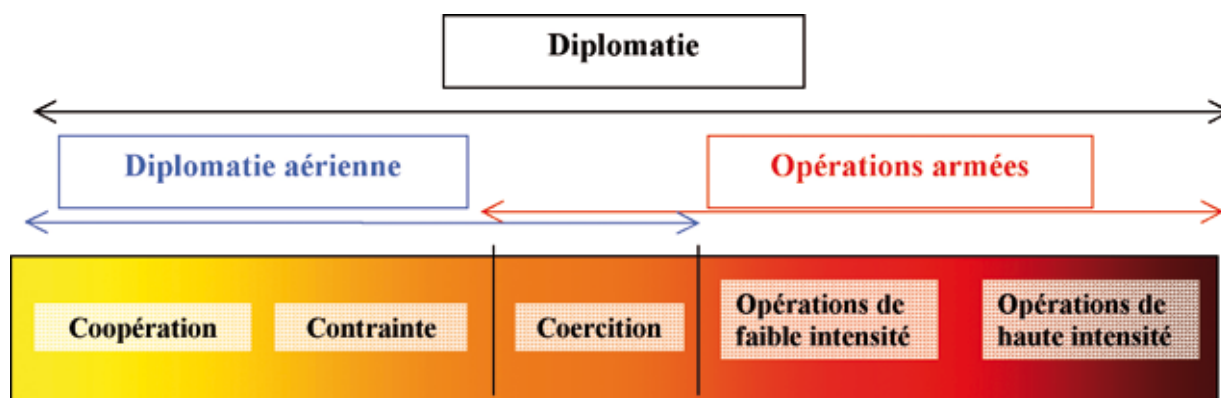 Diplomatie
Diplomatie aérienne
Opérations armées
Coopération
Contrainte
Coercition
Opérations de
faible intensité
Opérations de
haute intensité